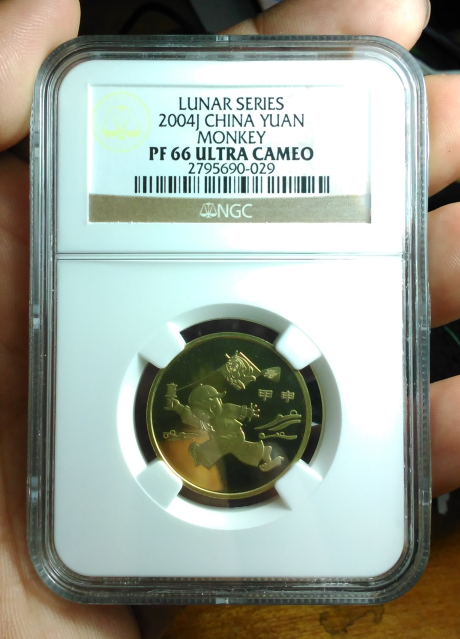 LUNAR SERIES
2004J CHINA YUAN
MONKEY
PF 66 ULTRA CAMEO
2795690-029
NGC
甲申